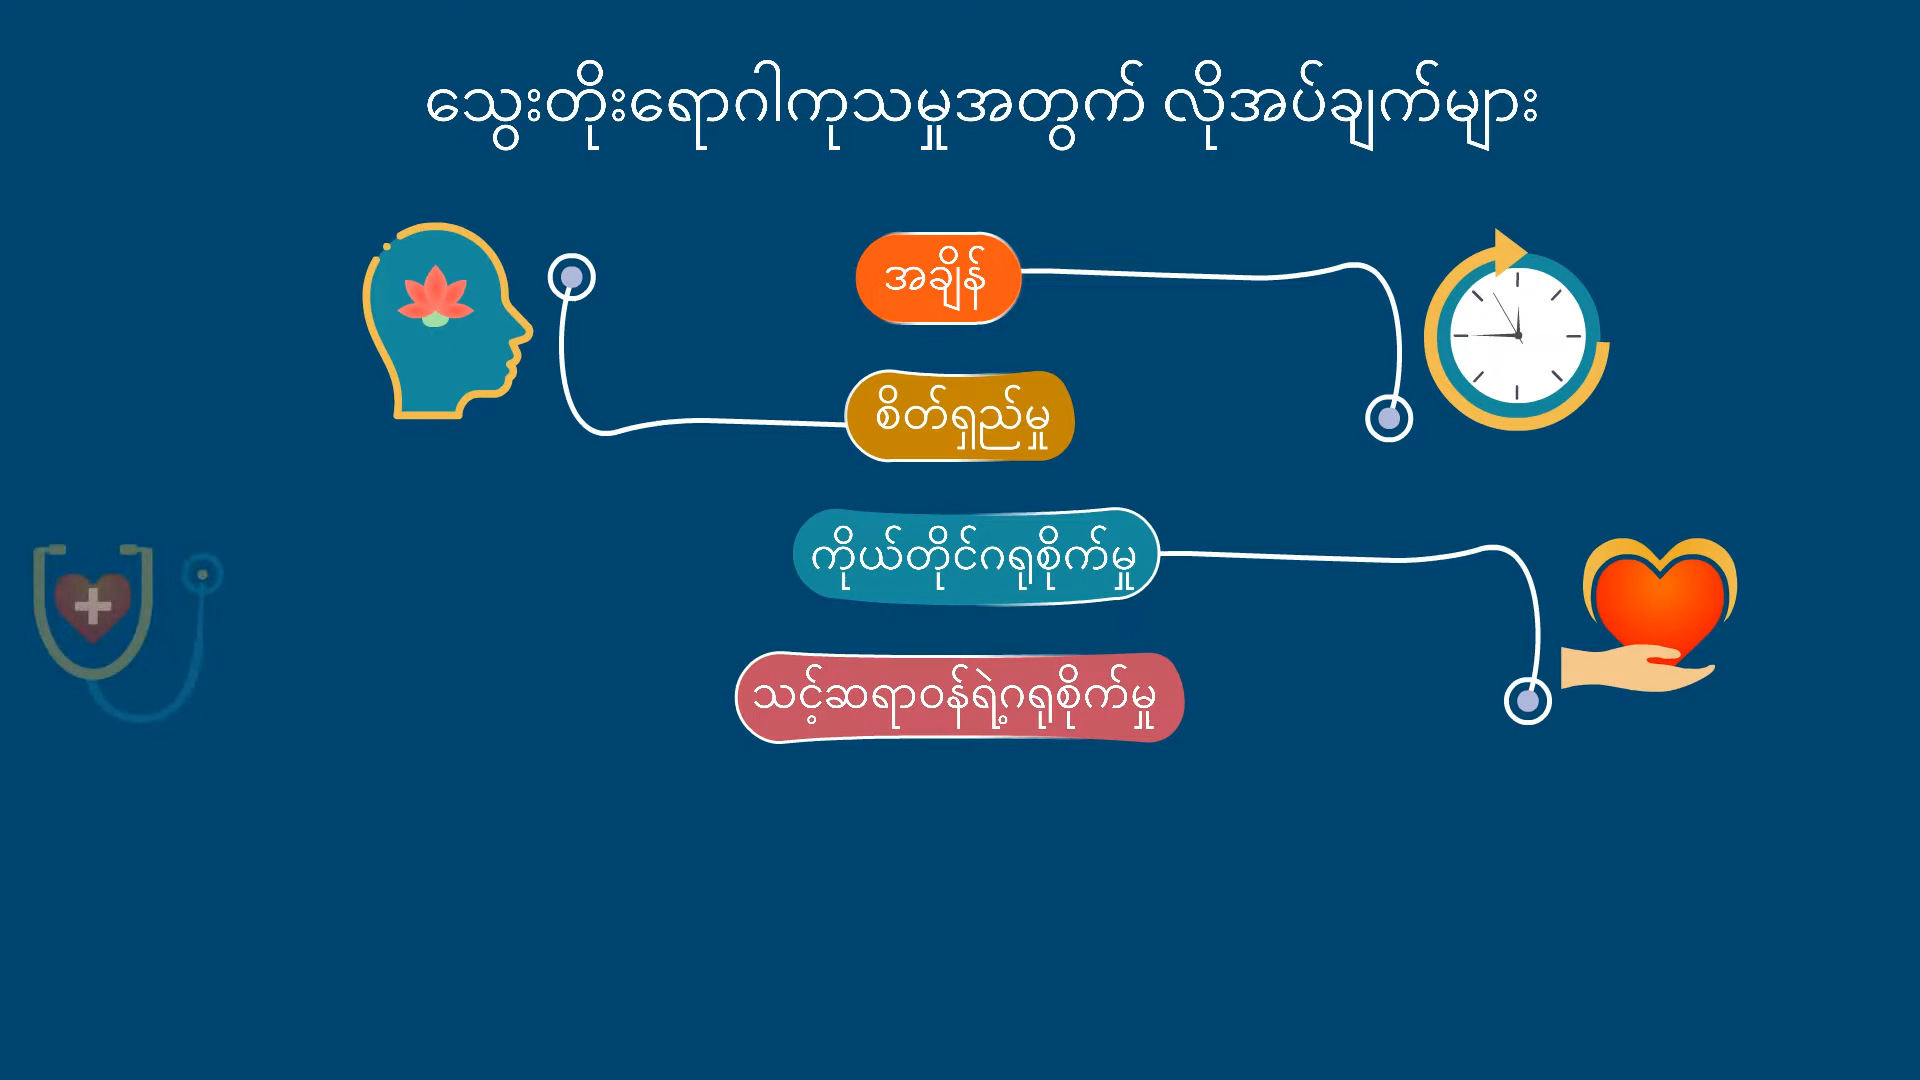 သွေးတိုးရောဂါကုသမှုအတွက် လိုအပ်ချက်များ
အချိန်
စိတ်ရှည်မှု
ကိုယ်တိုင်ဂရုစိုက်မှု
သင့်ဆရာဝန်ရဲ့ဂရုစိုက်မှု